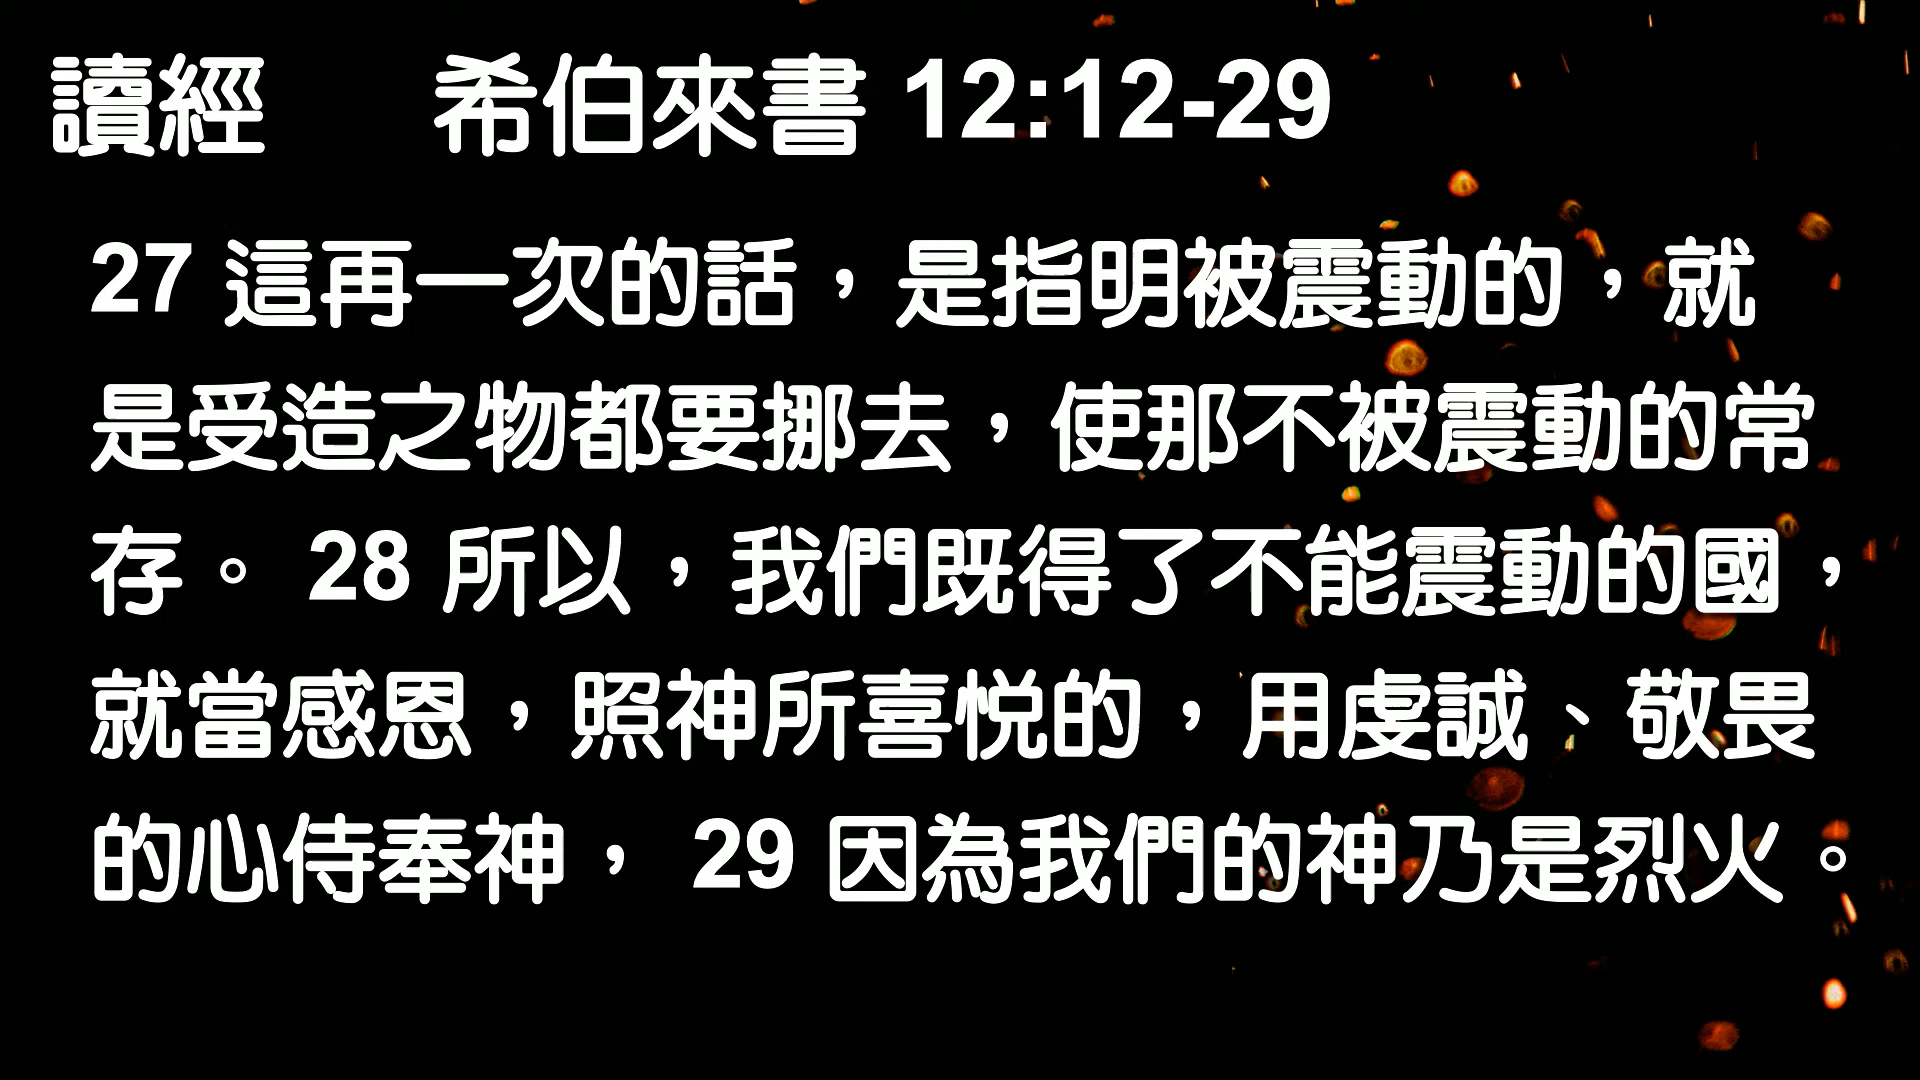 讀經 希伯來書 12:12-29
27 這再一次的話，是指明被震動的，就
是受造之物都要挪去，使那不被震動的常
存。 28 所以，我們既得了不能震動的國，
就當感恩，照神所喜悅的，用虔誠、敬畏
的心侍奉神， 29 因為我們的神乃是烈火。